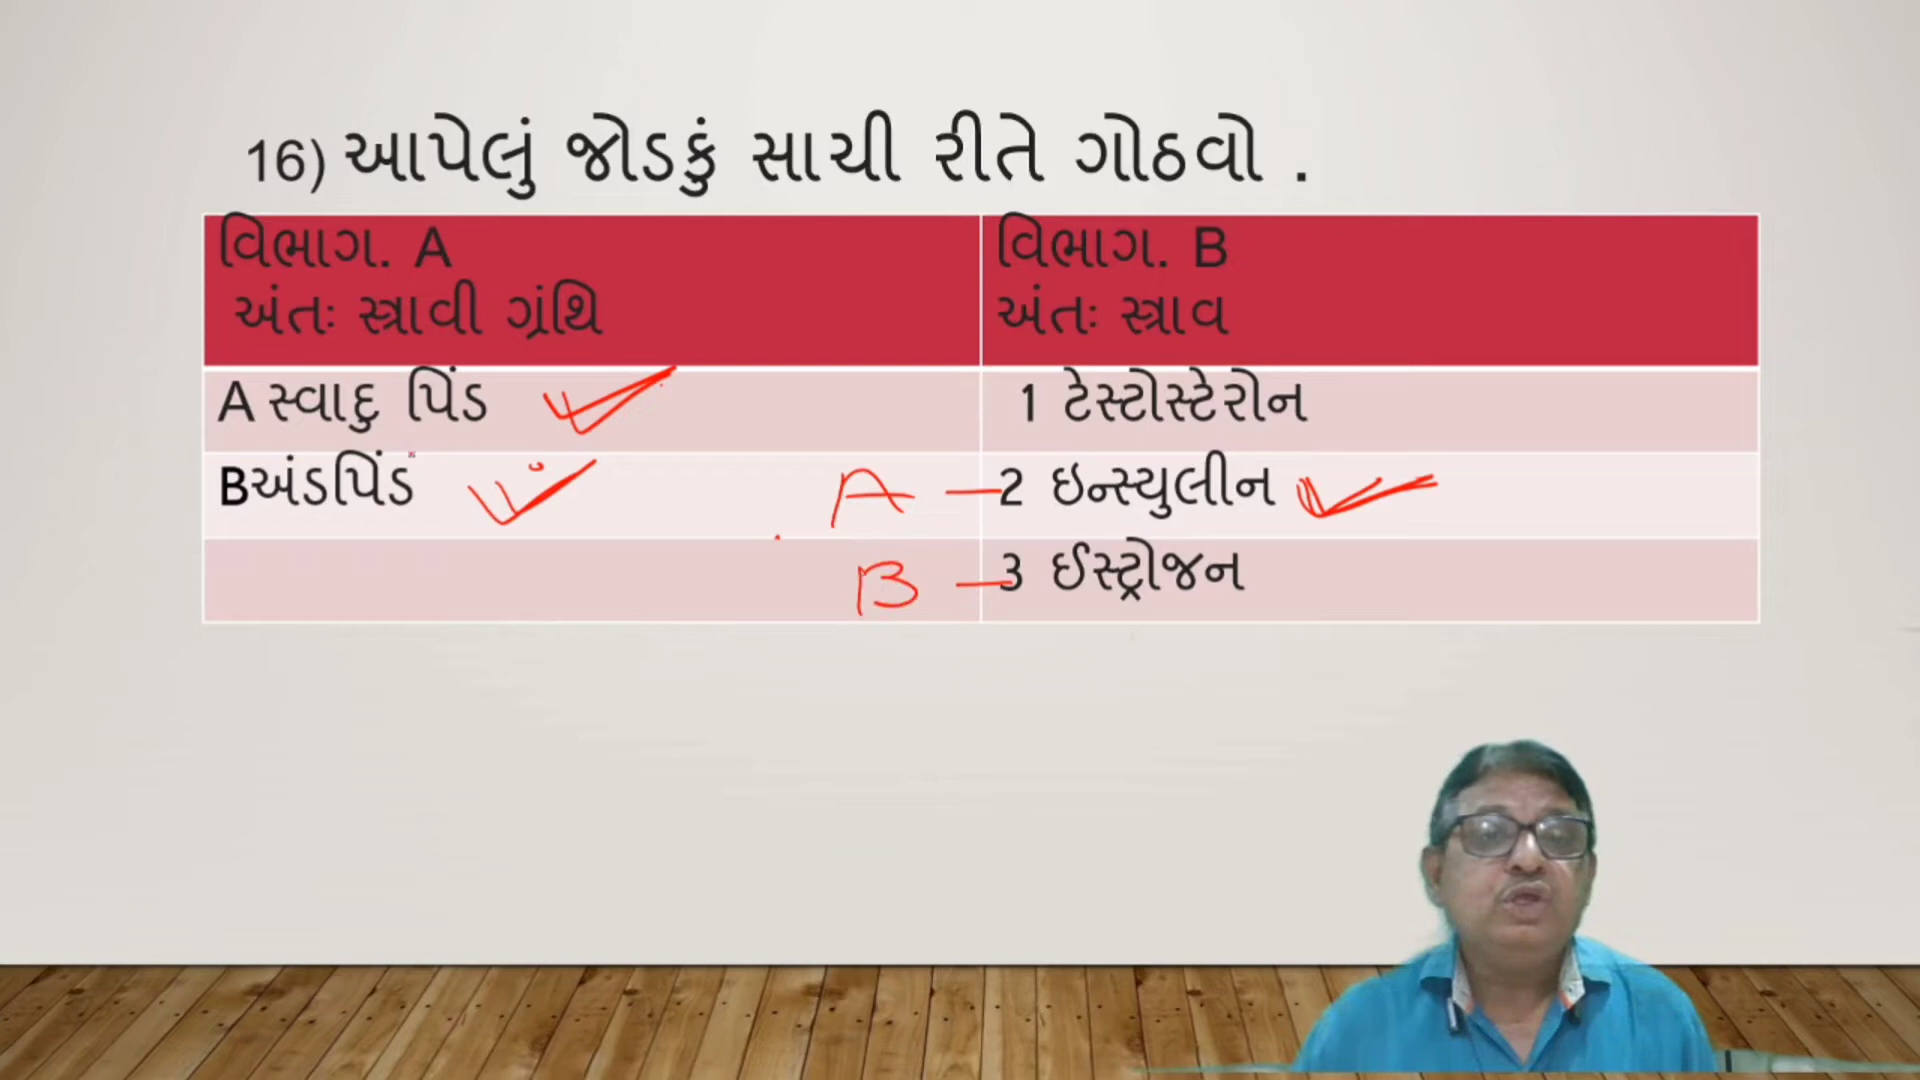 16) આપેલું જોડકું સાચી રીતે ગોઠવો .
વિભાગ. A
અંતઃ સ્ત્રાવી ગ્રંથિ
વિભાગ. B
અંતઃ સ્ત્રાવ
A સ્વાદુ પિંડ
1 ટેસ્ટોસ્ટેરોન
Bઅંડપિંડ
A – 2 ઇન્સ્યુલીન
B – 3 ઈસ્ટ્રોજન